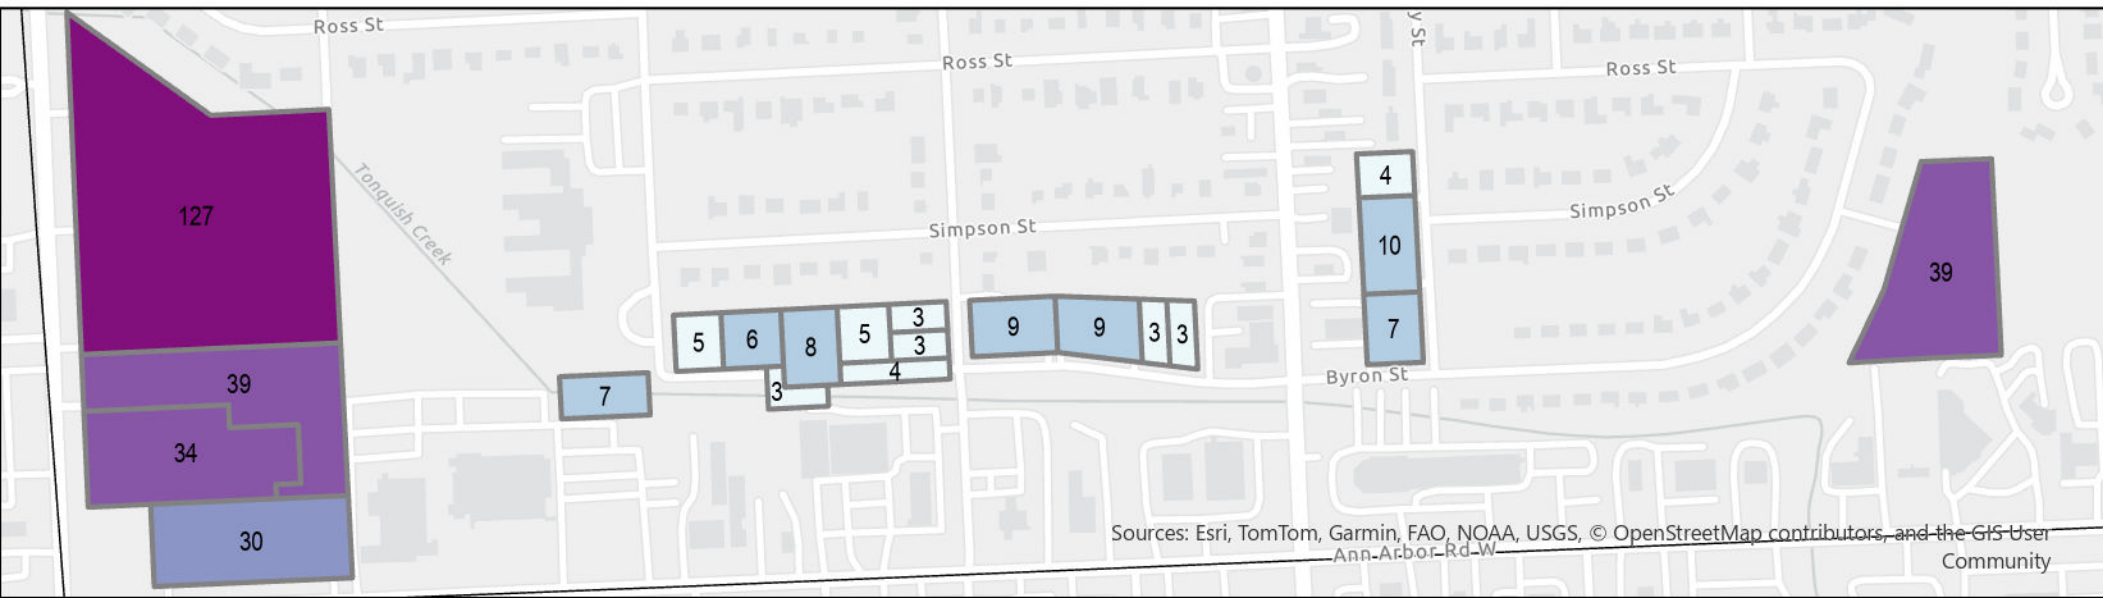 Ross St
y St
Ross St
Ross St
127
Tonquish Creek
4
Simpson St
Simpson St
10
39
5
6
8
5
3
3
9
9
3
3
7
39
7
3
4
Byron St
34
30
Sources: Esri, TomTom, Garmin, FAO, NOAA, USGS, © OpenStreetMap contributors, and the GIS User
Community
Ann Arbor Rd W